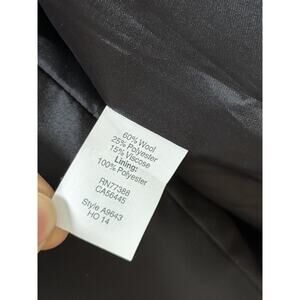 60% Wool
25% Polyester
15% Viscose
Lining:
100% Polyester
RN77388
CA56445
Style A9643
HO 14